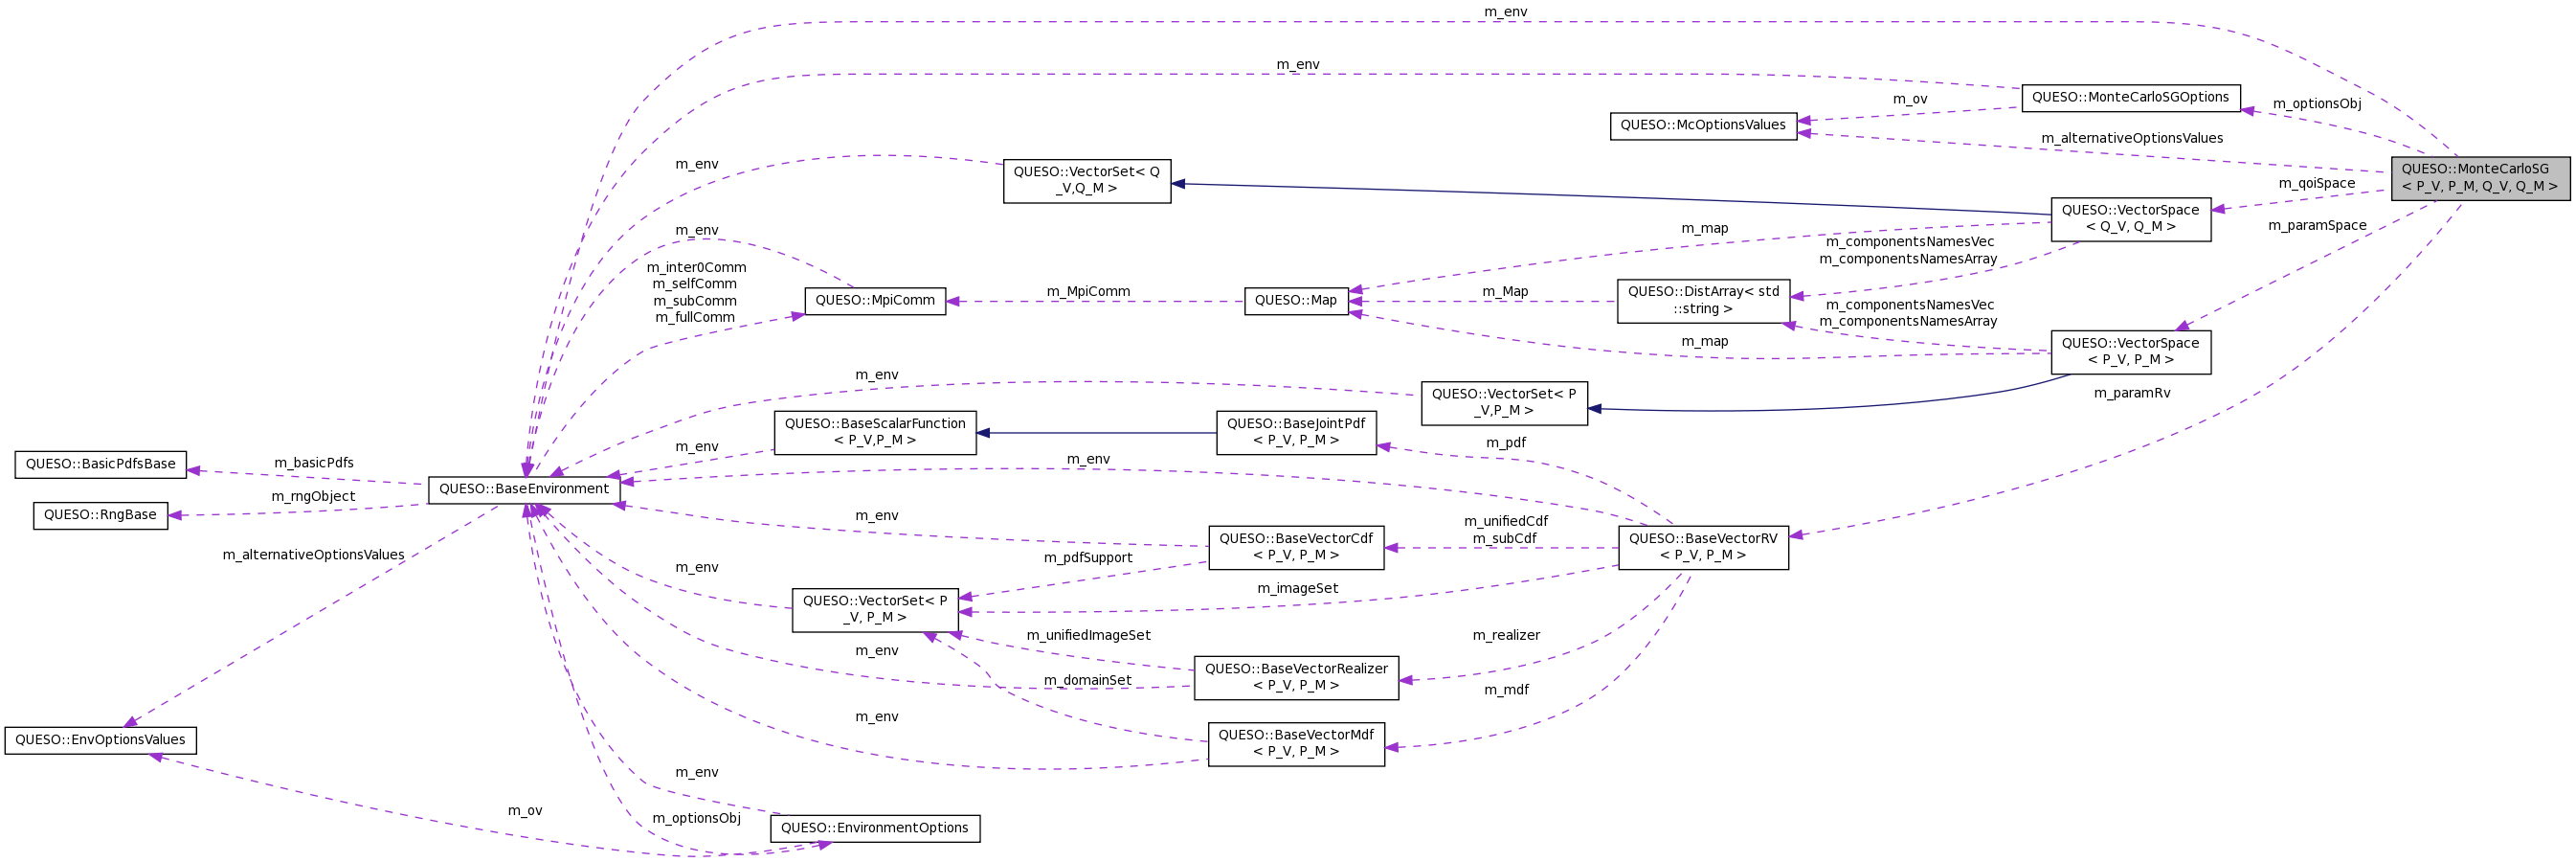 m_env
m_env
QUESO::MonteCarloSGOptions
m_optionsObj
m_ov
QUESO::McOptionsValues
m_alternativeOptionsValues
QUESO::MonteCarloSG
< P_V, P_M, Q_V, Q_M >
m_env
QUESO::VectorSet< Q
_V,Q_M >
m_qoiSpace
QUESO::VectorSpace
< Q_V, Q_M >
m_paramSpace
m_env
m_map
m_componentsNamesVec
m_componentsNamesArray
m_inter0Comm
m_selfComm
m_subComm
m_fullComm
QUESO::MpiComm
m_MpiComm
QUESO::Map
m_Map
QUESO::DistArray< std
::string >
m_componentsNamesVec
m_componentsNamesArray
m_map
QUESO::VectorSpace
< P_V, P_M >
m_env
QUESO::VectorSet< P
_V,P_M >
m_paramRv
QUESO::BaseScalarFunction
< P_V,P_M >
QUESO::BaseJointPdf
< P_V, P_M >
m_env
m_pdf
QUESO::BasicPdfsBase
m_basicPdfs
m_env
QUESO::BaseEnvironment
m_rngObject
QUESO::RngBase
m_env
m_unifiedCdf
m_subCdf
QUESO::BaseVectorCdf
< P_V, P_M >
QUESO::BaseVectorRV
< P_V, P_M >
m_alternativeOptionsValues
m_env
m_pdfSupport
m_imageSet
QUESO::VectorSet< P
_V, P_M >
m_unifiedImageSet
m_realizer
m_env
QUESO::BaseVectorRealizer
< P_V, P_M >
m_domainSet
m_mdf
m_env
QUESO::BaseVectorMdf
< P_V, P_M >
QUESO::EnvOptionsValues
m_env
m_ov
m_optionsObj
QUESO::EnvironmentOptions